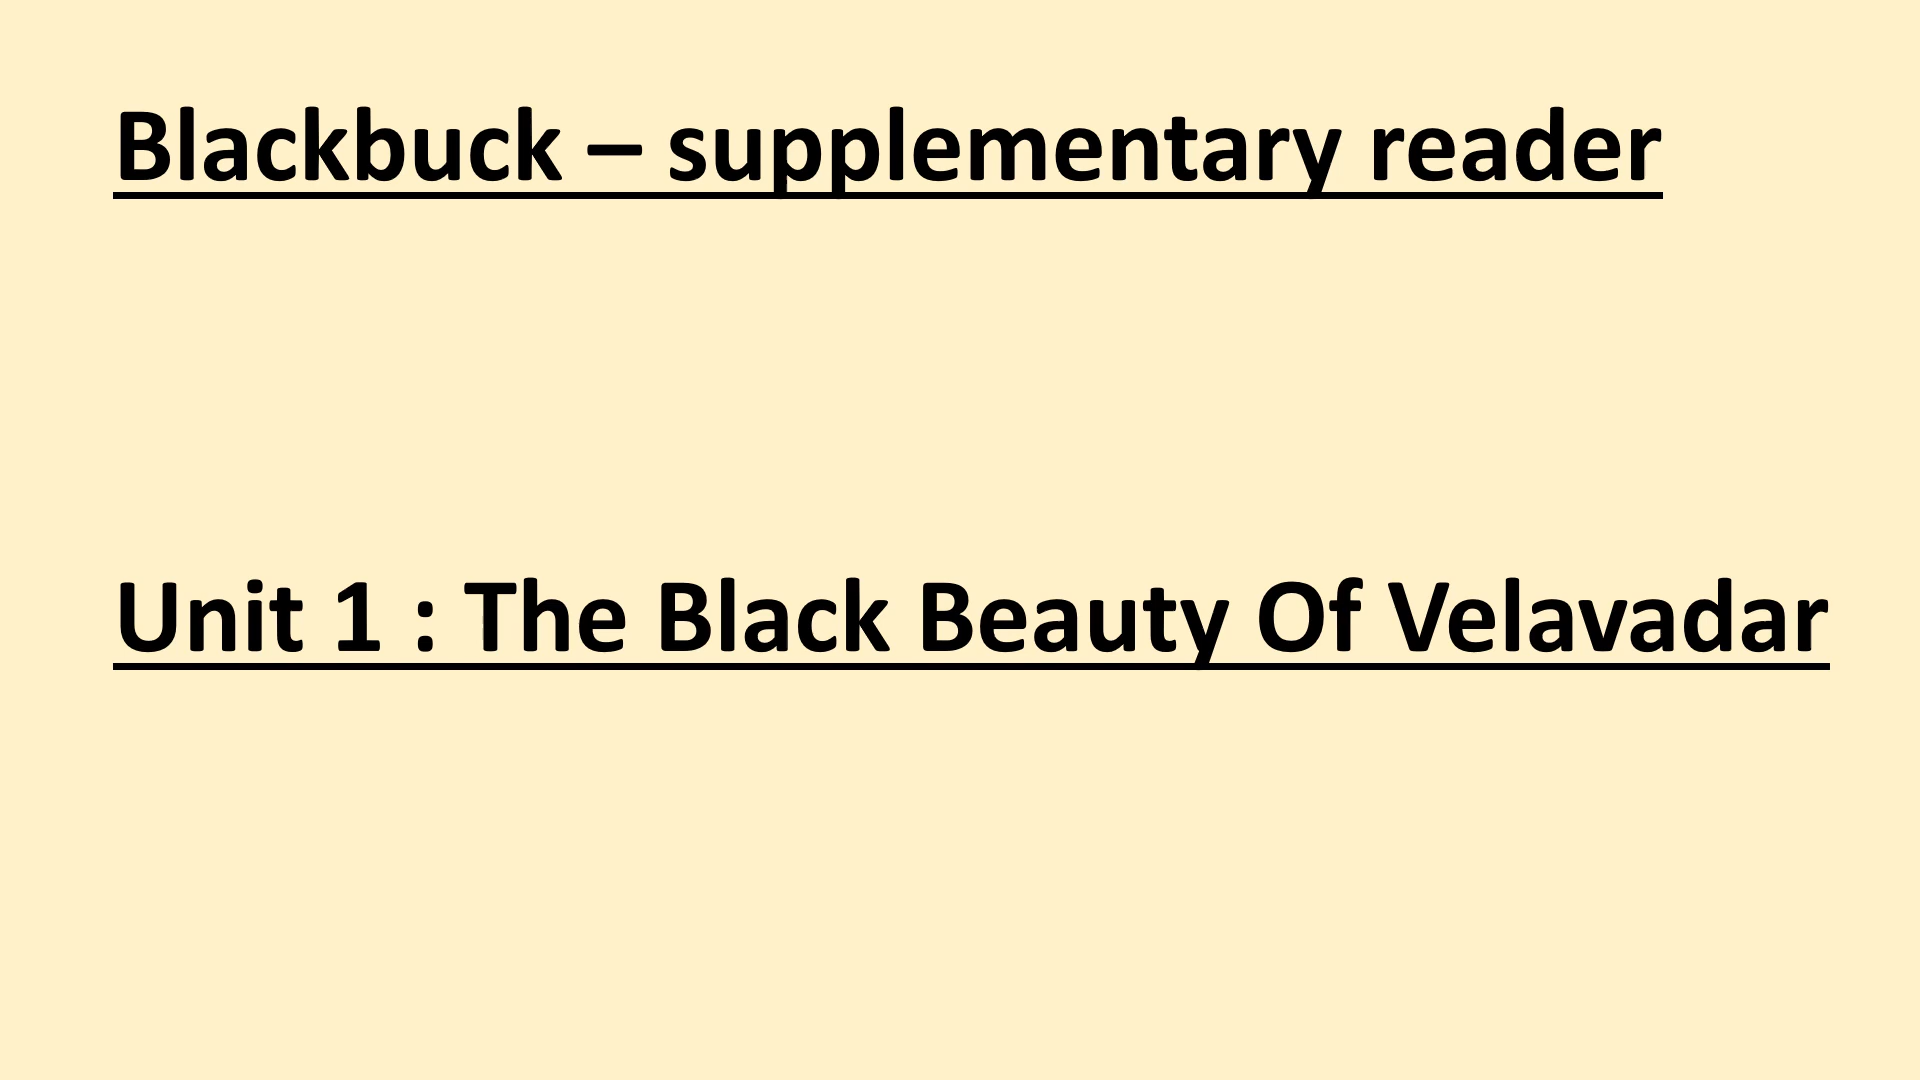 Blackbuck – supplementary reader
Unit 1 : The Black Beauty Of Velavadar